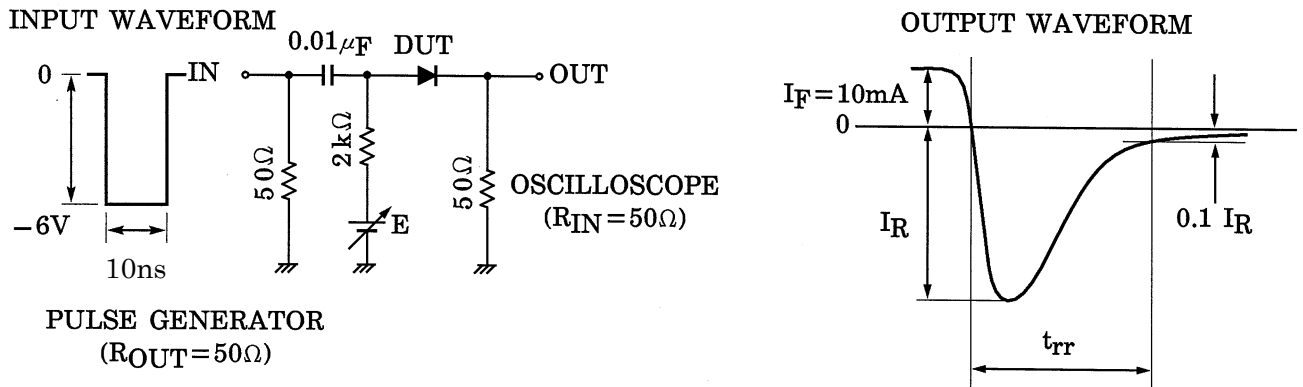 INPUT WAVEFORM
0
IN
−6V
10ns
PULSE GENERATOR
(ROUT=50Ω)
0.01μF
DUT
OUT
50Ω
2kΩ
E
50Ω
OSCILLOSCOPE
(RIN=50Ω)
OUTPUT WAVEFORM
IF=10mA
0
IR
0.1 IR
trr